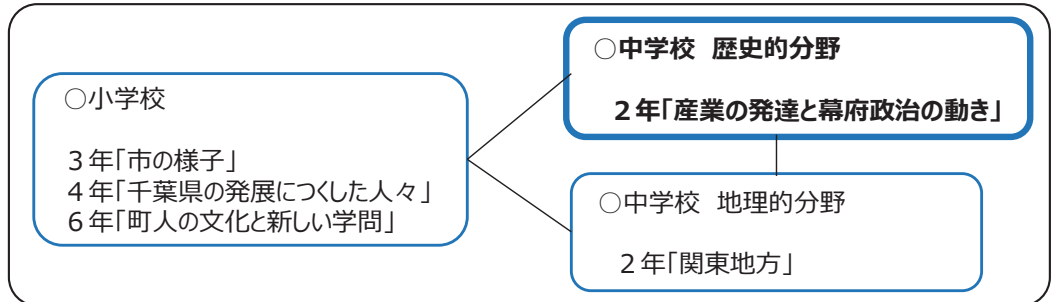 ○小学校
３年「市の様子」
４年「千葉県の発展につくした人々」
６年「町人の文化と新しい学問」
○中学校 歴史的分野
２年「産業の発達と幕府政治の動き」
○中学校 地理的分野
２年「関東地方」